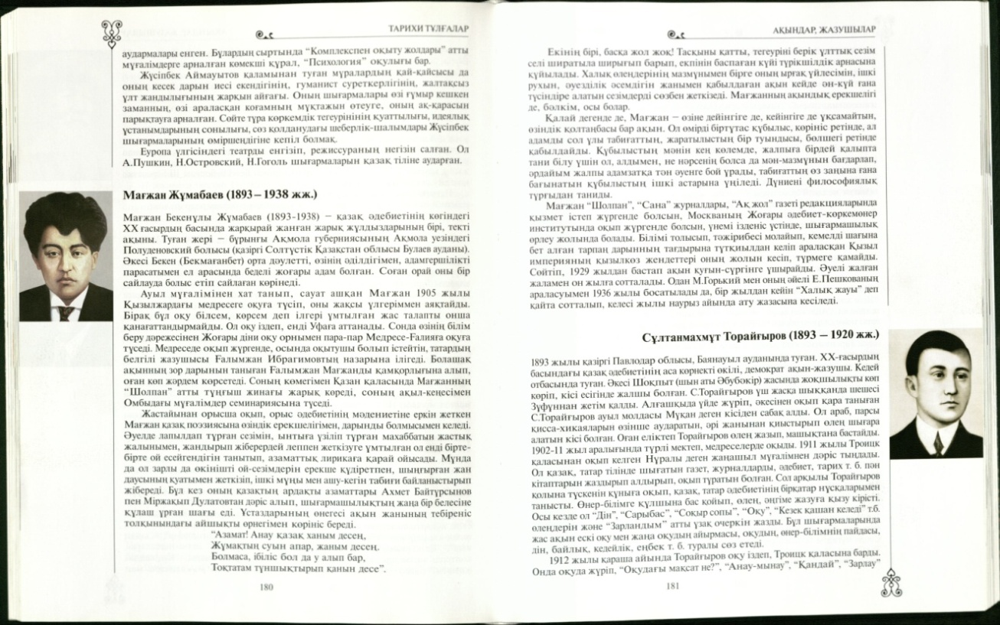 ТАРИХИ ТҰЛҒАЛАР
аудармалары енген. Бұлардың сыртында “Комплекспен оқыту жолдары” атты
мұғалімдерге арналған көмекші құрал, “Психология” оқулығы бар.
Жүсіпбек Аймауытов қаламынан туған мұралардың қай-қайсысы да
оның кесек дарын иесі екендігінің, гуманист суреткерлігінің, жалтақсыз
ұлт жандылығының жарқын айғағы. Оның шығармалары өзі ғұмыр кешкен
заманның, өзі араласқан қоғамның мұқтажын өтеуге, оның ақ-қарасын
парықтауға арналған. Сөйте тұра көркемдік тегеурінінің қуаттылығы, идеялық
ұстанымдарының сонылығы, сөз қолданудағы шеберлік-шалымдары Жүсіпбек
шығармаларының өміршеңдігіне кепіл болмақ.
Еуропа үлгісіндегі театрды енгізіп, режиссураның негізін салған. Ол
А.Пушкин, Н.Островский, Н.Гоголь шығармаларын қазақ тіліне аударған.
Мағжан Жұмабаев (1893 – 1938 жж.)
Мағжан Бекенұлы Жұмабаев (1893-1938) – қазақ әдебиетінің көгіндегі
ХХ ғасырдың басында жарқырай жанған жарық жұлдыздарының бірі, текті
ақыны. Туған жері – бұрынғы Ақмола губерниясының Ақмола уезіндегі
Полуденовский болысы (қазіргі Солтүстік Қазақстан облысы Булаев ауданы).
Әкесі Бекен (Бекмағанбет) орта дәулетті, өзінің әділдігімен, адамгершілікті
парасатымен ел арасында беделі жоғары адам болған. Соған орай оны бір
сайлауда болыс етіп сайлаған көрінеді.
Ауыл мұғалімінен хат танып, сауат ашқан Мағжан 1905 жылы
Қызылжардағы медресеге оқуға түсіп, оны жақсы үлгеріммен аяқтайды.
Бірақ бұл оқу білсем, көрсем деп ілгері ұмтылған жас талапты онша
қанағаттандырмайды. Ол оқу іздеп, енді Уфаға аттанады. Сонда өзінің білім
беру дәрежесінен Жоғары діни оқу орнымен пара-пар Медресе-Ғалияға оқуға
түседі. Медреседе оқып жүргенде, осында оқытушы болып істейтін, татардың
белгілі жазушысы Ғалымжан Ибрагимовтың назарына ілігеді. Болашақ
ақынның зор дарынын таныған Ғалымжан Мағжанды қамқорлығына алып,
оған көп жәрдем көрсетеді. Соның көмегімен Қазан қаласында Мағжанның
“Шолпан” атты тұңғыш жинағы жарық көреді, соның ақыл-кеңесімен
Омбыдағы мұғалімдер семинариясына түседі.
Жастайынан орысша оқып, орыс әдебиетінің мәдениетіне еркін жеткен
Мағжан қазақ поэзиясына өзіндік ерекшелігімен, дарынды болмысымен келеді.
Әуелде лапылдап тұрған сезімін, ынтыға үзіліп тұрған махаббатын жастық
жалынымен, жандырып жіберердей леппен жеткізуге ұмтылған ол енді бірте-
бірте ой есейгендігін танытып, азаматтық лирикаға қарай ойысады. Мұнда
да ол зарлы да өкінішті ой-сезімдерін ерекше құдіретпен, шыңғырған жан
даусының қуатымен жеткізіп, ішкі мұңы мен ашу-кегін табиғи байланыстырып
жібереді. Бұл кез оның қазақтың ардақты азаматтары Ахмет Байтұрсынов
пен Міржақып Дулатовтан дәріс алып, шығармашылықтың жаңа бір белесіне
құлаш ұрған шағы еді. Ұстаздарының өнегесі ақын жанының тебіреніс
толқынындағы айшықты өрнегімен көрініс береді.
“Азамат! Анау қазақ ханым десең,
Жұмақтың суын апар, жаным десең.
Болмаса, ібіліс бол да у алып бар,
Тоқтатам тұншықтырып қанын десе”.
180
АҚЫНДАР, ЖАЗУШЫЛАР
Екінің бірі, басқа жол жоқ! Тасқыны қатты, тегеуріні берік ұлттық сезім
селі ширатыла ширығып барып, екпінін баспаған күйі түрікшілдік арнасына
құйылады. Халық өлеңдерінің мазмұнымен бірге оның ырғақ үйлесімін, ішкі
рухын, әуезділік әсемдігін жанымен қабылдаған ақын кейде ән-күй ғана
түсіндіре алатын сезімдерді сөзбен жеткізеді. Мағжанның ақындық ерекшелігі
де, бәлкім, осы болар.
Қалай дегенде де, Мағжан – өзіне дейінгіге де, кейінгіге де ұқсамайтын,
өзіндік қолтаңбасы бар ақын. Ол өмірді біртұтас құбылыс, көрініс ретінде, ал
адамды сол ұлы табиғаттың, жаратылыстың бір туындысы, бөлшегі ретінде
қабылдайды. Құбылыстың мәнін кең көлемде, жалпыға бірдей қалыпта
тани білу үшін ол, алдымен, не нәрсенің болса да мән-мазмұнын бағдарлап,
әрдайым жалпы адамзатқа тән әуенге бой ұрады, табиғаттың өз заңына ғана
бағынатын құбылыстың ішкі астарына үңіледі. Дүниені философиялық
тұрғыдан таниды.
Мағжан “Шолпан”, “Сана” журналдары, “Ақ жол” газеті редакцияларында
қызмет істеп жүргенде болсын, Москваның Жоғары әдебиет-көркемөнер
институтында оқып жүргенде болсын, үнемі ізденіс үстінде, шығармашылық
өрлеу жолында болады. Білімі толысып, тәжірибесі молайып, кемелді шағына
бет алған тарпаң дарынның тағдырына тұтқиылдан келіп араласқан Қызыл
империяның қызылкөз жендеттері оның жолын кесіп, түрмеге қамайды.
Сөйтіп, 1929 жылдан бастап ақын қуғын-сүргінге ұшырайды. Әуелі жалған
жаламен он жылға сотталады. Одан М.Горький мен оның әйелі Е.Пешкованың
араласуымен 1936 жылы босатылады да, бір жылдан кейін “Халық жауы” деп
қайта сотталып, келесі жылы наурыз айында ату жазасына кесіледі.
Сұлтанмахмұт Торайғыров (1893 – 1920 жж.)
1893 жылы қазіргі Павлодар облысы, Баянауыл ауданында туған. ХХ-ғасырдың
басындағы қазақ әдебиетінің аса көрнекті өкілі, демократ ақын-жазушы. Кедей
отбасында туған. Әкесі Шоқпыт (шын аты Әбубәкір) жасында жоқшылықты көп
көріп, кісі есігінде жалшы болған. С.Торайғыров үш жасқа шыққанда шешесі
Зуфуннан жетім қалды. Алғашқыда үйде жүріп, әкесінен оқып қара таныған
С.Торайғыров ауыл молдасы Мұқан деген кісіден сабақ алды. Ол араб, парсы
қисса-хикаяларын өзінше аударатын, әрі жанынан қиыстырып өлең шығара
алатын кісі болған. Оған еліктеп Торайғыров өлең жазып, машықтана бастайды.
1902-11 жыл аралығында түрлі мектеп, медреселерде оқыды. 1911 жылы Троицк
қаласынан оқып келген Нұралы деген жаңашыл мұғалімнен дәріс тыңдады.
Ол қазақ, татар тілінде шығатын газет, журналдарды, әдебиет, тарих т. б. пән
кітаптарын жаздырып алдырып, оқып тұратын болған. Сол арқылы Торайғыров
қолына түскенін құныға оқып, қазақ, татар әдебиетінің бірқатар нұсқаларымен
танысты. Өнер-білімге құлшына бас қойып, өлең, әңгіме жазуға қызу кірісті.
Осы кезде ол “Дін”, “Сарыбас”, “Соқыр сопы”, “Оқу”, “Кезек қашан келеді” т.б.
өлеңдерін және “Зарландым” атты ұзақ очеркін жазды. Бұл шығармаларында
жас ақын ескі оқу мен жаңа оқудың айырмасы, оқудың, өнер-білімнің пайдасы,
дін, байлық, кедейлік, еңбек т. б. туралы сөз етеді.
1912 жылы қараша айында Торайғыров оқу іздеп, Троицк қаласына барды.
Онда оқуда жүріп, “Оқудағы мақсат не?”, “Анау-мынау”, “Қандай”, “Зарлау”
181